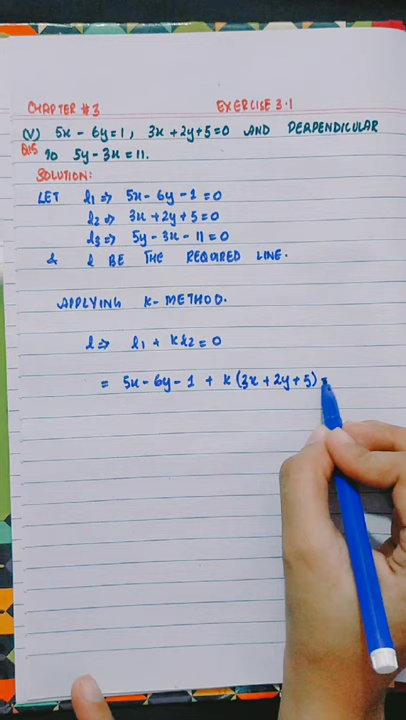 CHAPTER #3 EXERCISE 3.1
(V) 5x - 6y = 1, 3x + 2y + 5 = 0 AND PERPENDICULAR
QUS TO 5y - 3x = 11.
SOLUTION:
LET l1 ⇒ 5x - 6y - 1 = 0
l2 ⇒ 3x + 2y + 5 = 0
l3 ⇒ 5y - 3x - 11 = 0
& l BE THE REQUIRED LINE.
APPLYING K-METHOD.
l ⇒ l1 + kl2 = 0
= 5x - 6y - 1 + k (3x + 2y + 5) =